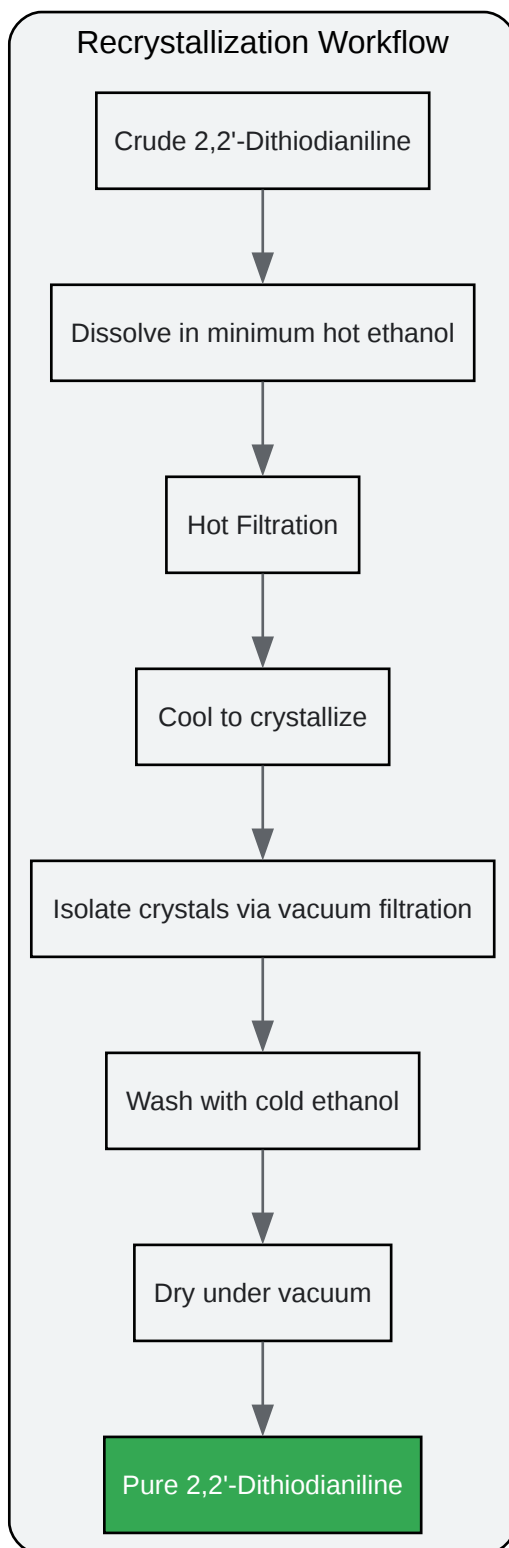 Recrystallization Workflow
Crude 2,2'-Dithiodianiline
Dissolve in minimum hot ethanol
Hot Filtration
Cool to crystallize
Isolate crystals via vacuum filtration
Wash with cold ethanol
Dry under vacuum
Pure 2,2'-Dithiodianiline